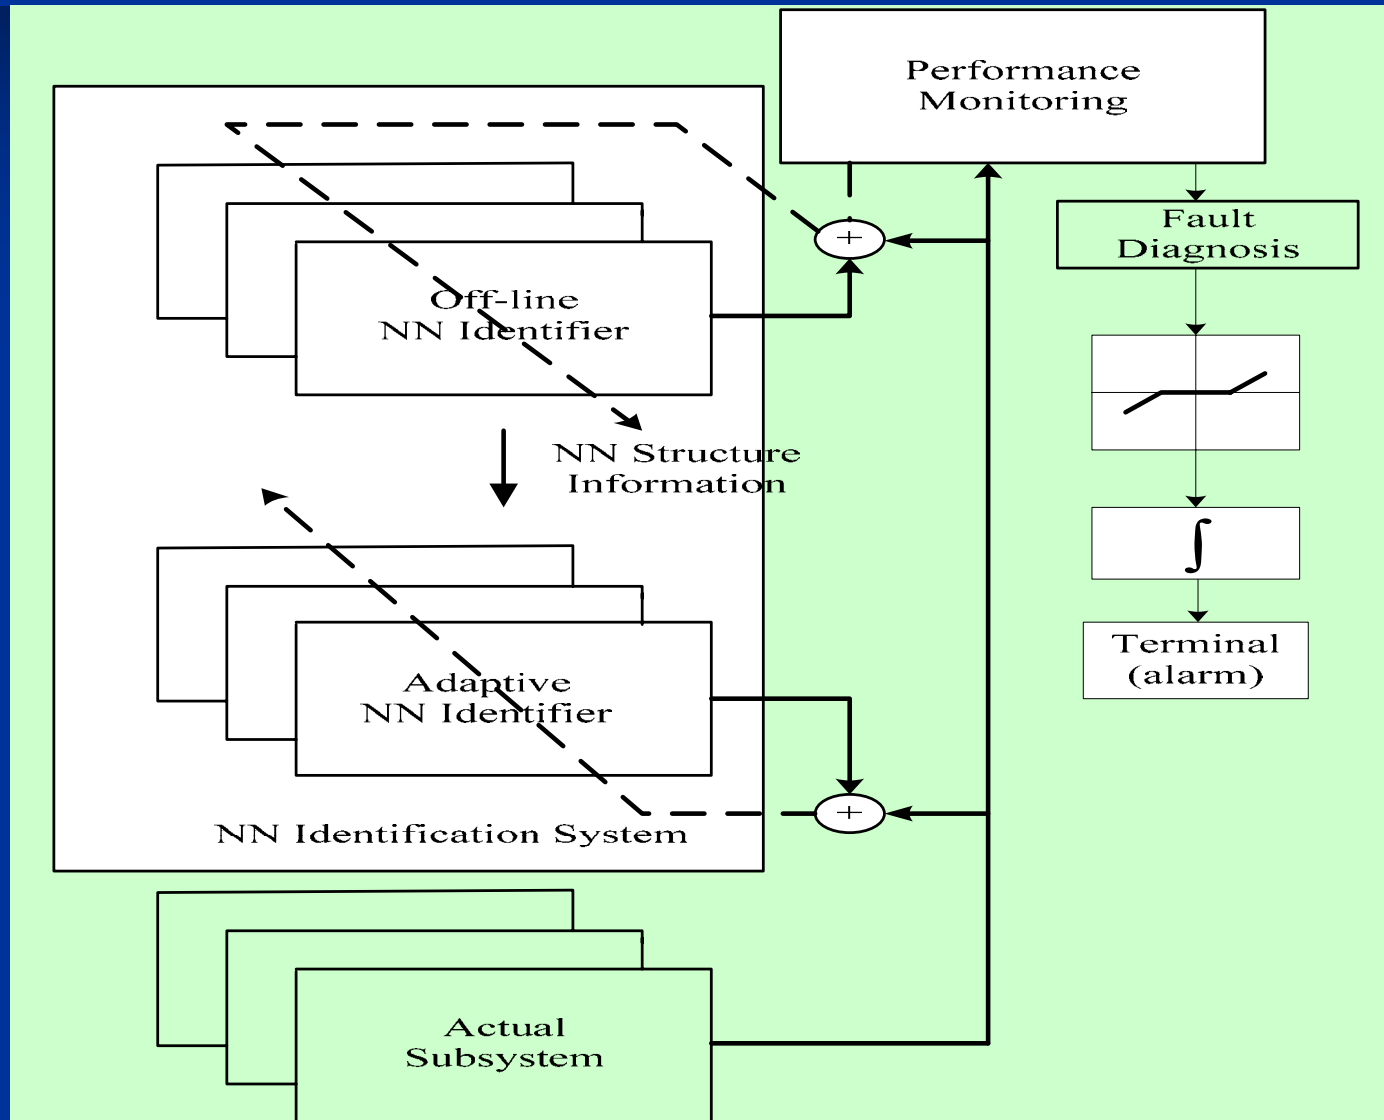 Performance
Monitoring
+
Fault
Diagnosis
Off-line
NN Identifier
NN Structure
Information
∫
Terminal
(alarm)
Adaptive
NN Identifier
+
NN Identification System
Actual
Subsystem